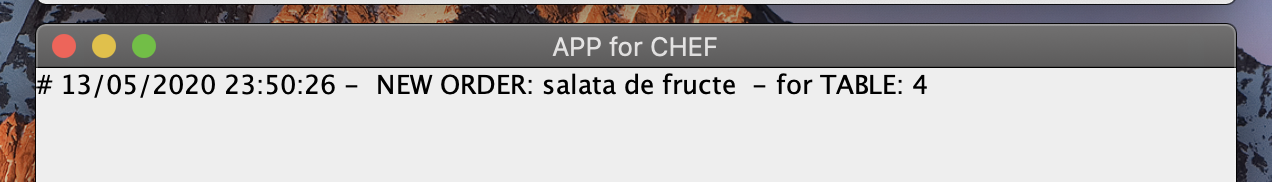 APP for CHEF
# 13/05/2020 23:50:26 -  NEW ORDER: salata de fructe  - for TABLE: 4